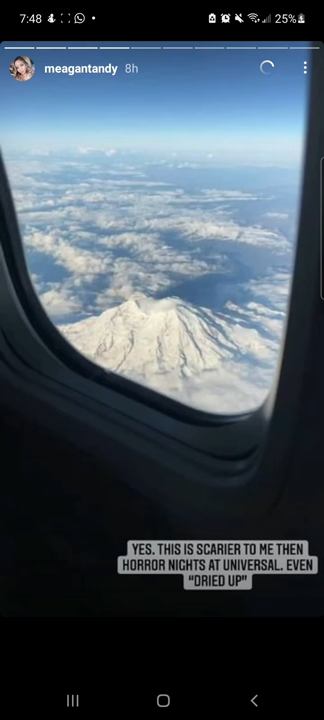 7:48
25%
meagantandy 8h
YES. THIS IS SCARIER TO ME THEN
HORROR NIGHTS AT UNIVERSAL. EVEN
"DRIED UP"